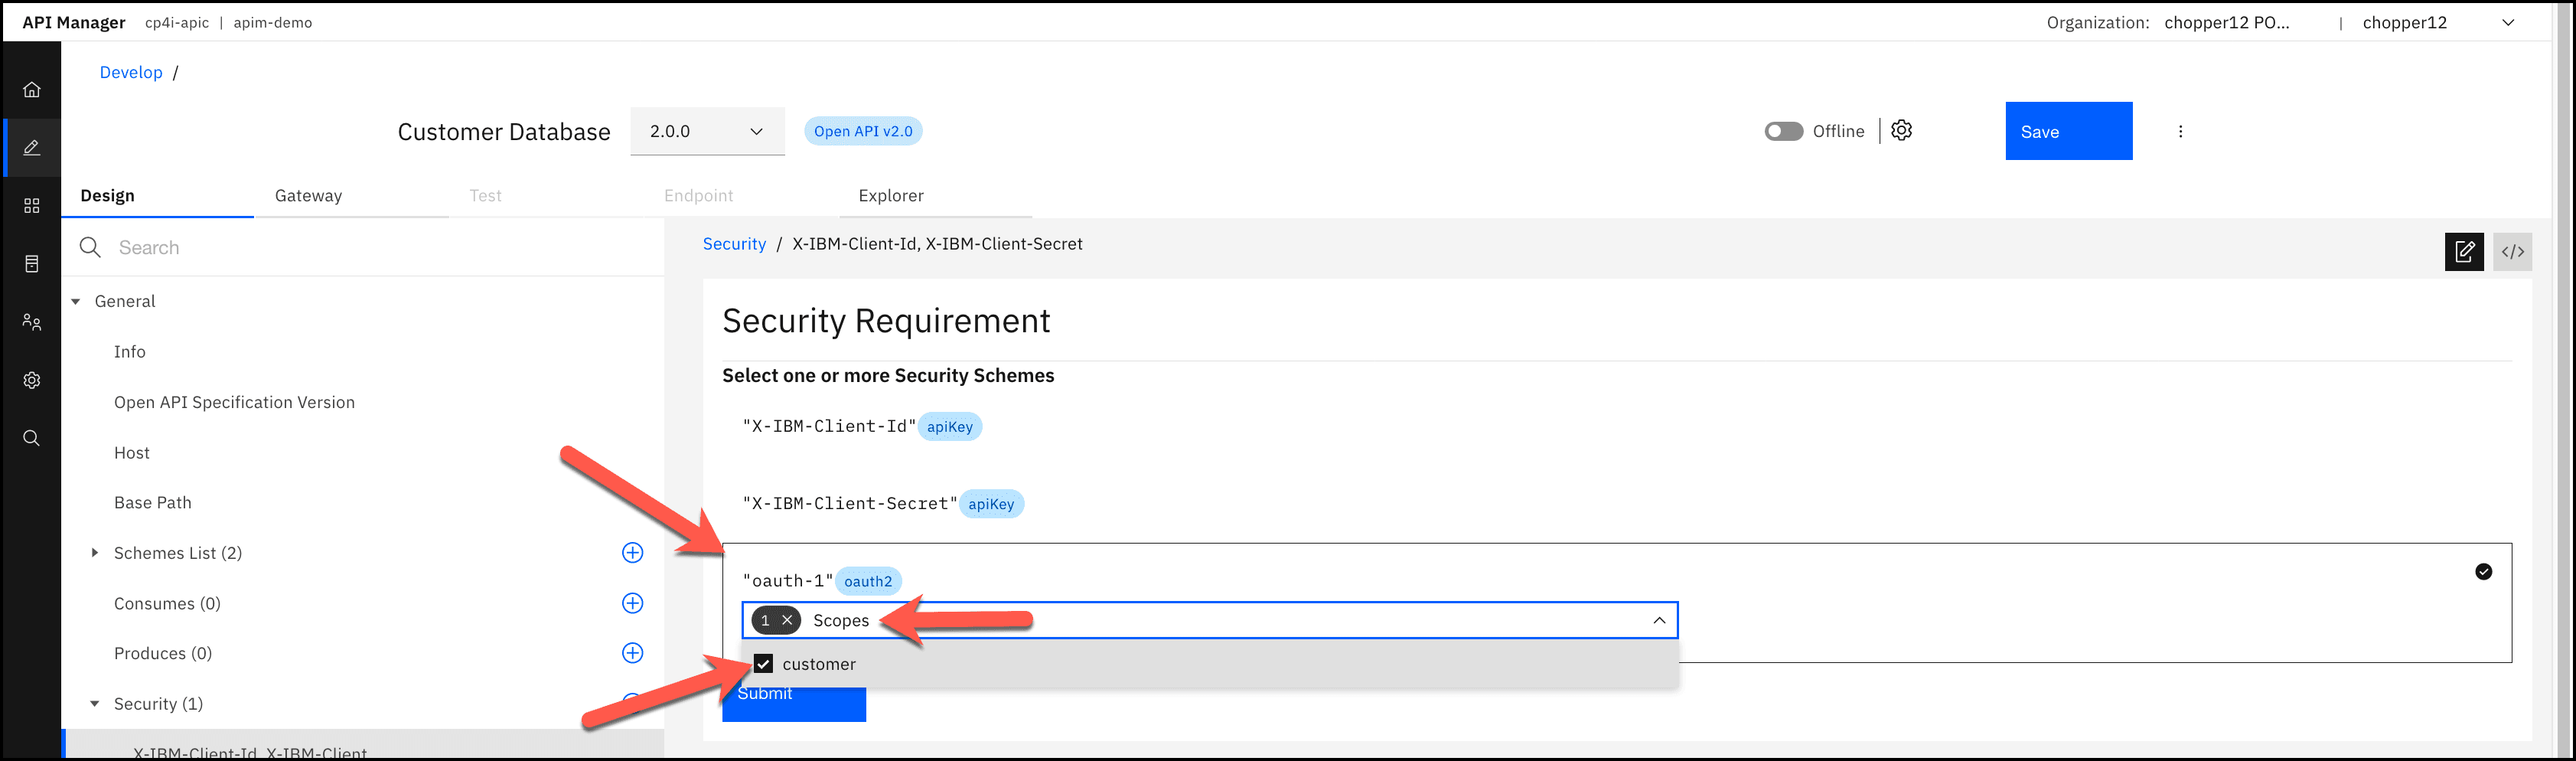 API Manager cp4i-apic | apim-demo Organization: chopper12 PO... | chopper12
Develop /
Customer Database 2.0.0 Open API v2.0 Offline Save
Design Gateway Test Endpoint Explorer
Search
General
Info
Open API Specification Version
Host
Base Path
Schemes List (2)
Consumes (0)
Produces (0)
Security (1)
X-IBM-Client-Id, X-IBM-Client
Security / X-IBM-Client-Id, X-IBM-Client-Secret
</>
Security Requirement
Select one or more Security Schemes
"X-IBM-Client-Id" apiKey
"X-IBM-Client-Secret" apiKey
"oauth-1" oauth2
1 × Scopes
customer
Submit